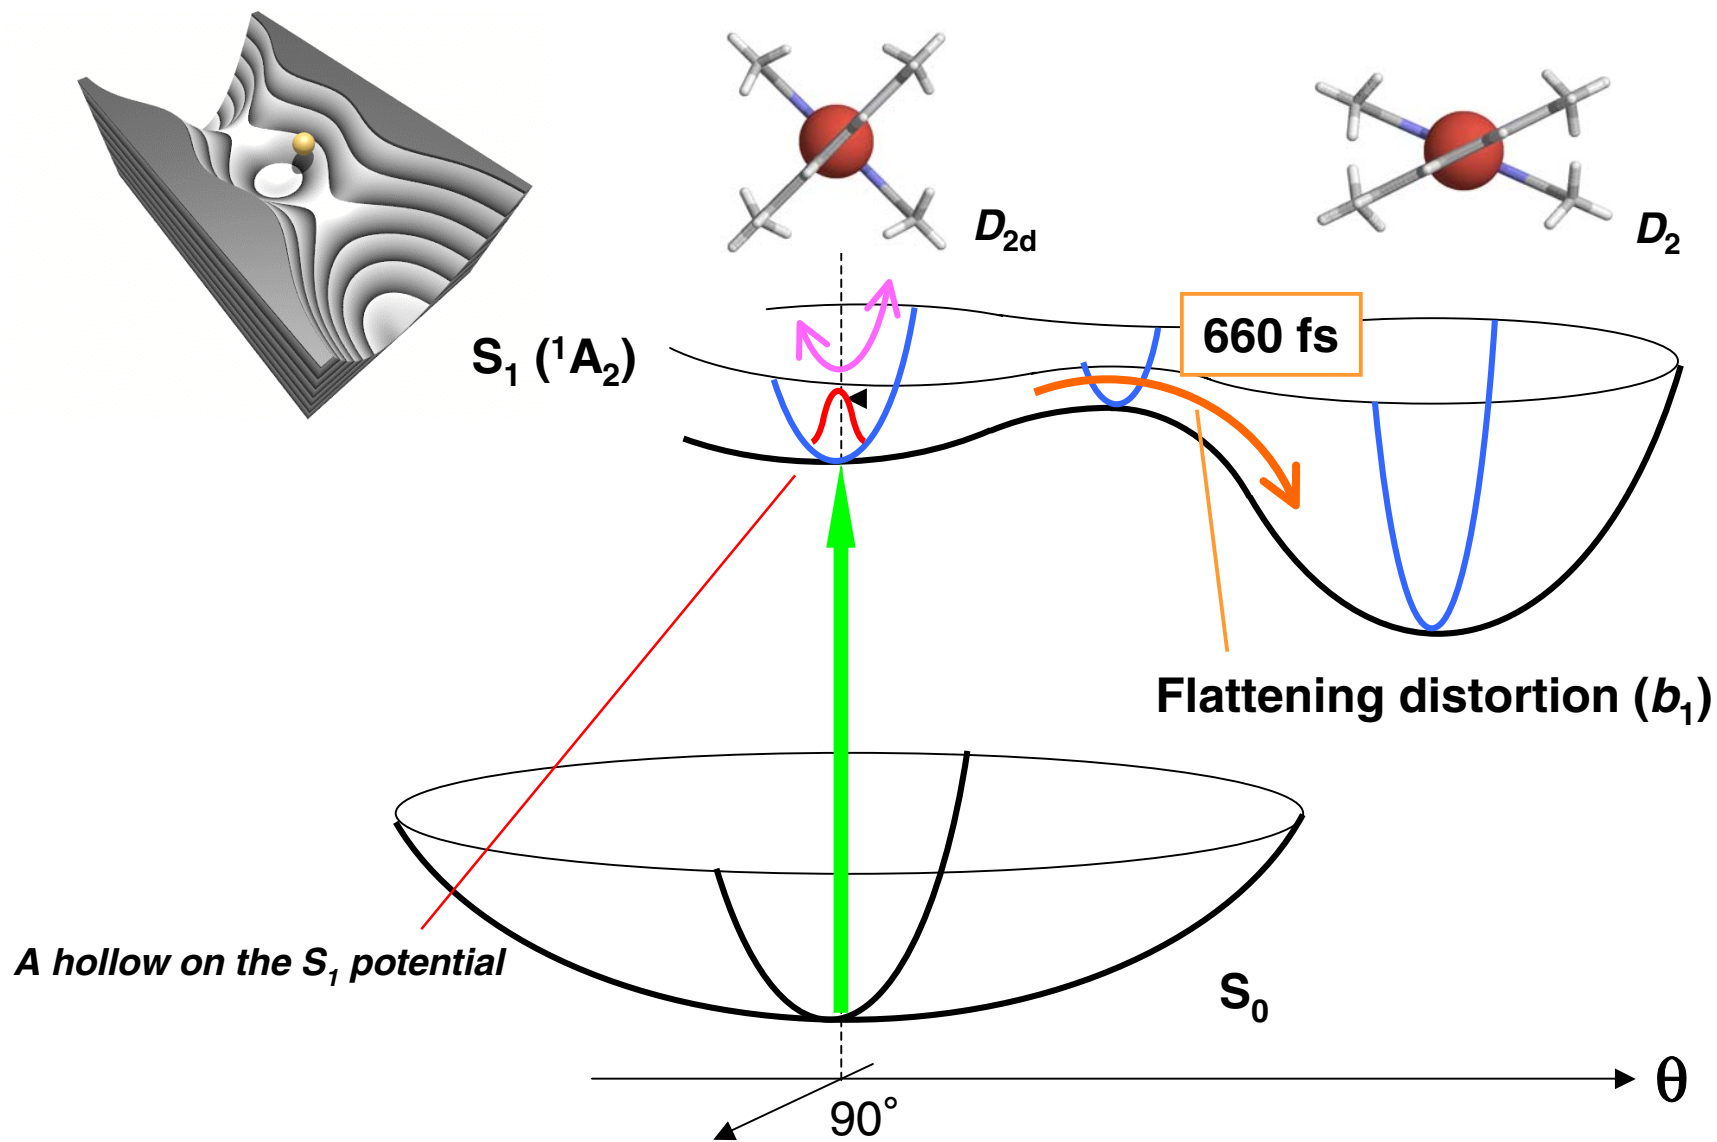 D2d
D2
S1 (1A2)
660 fs
Flattening distortion (b1)
A hollow on the S1 potential
S0
θ
90°